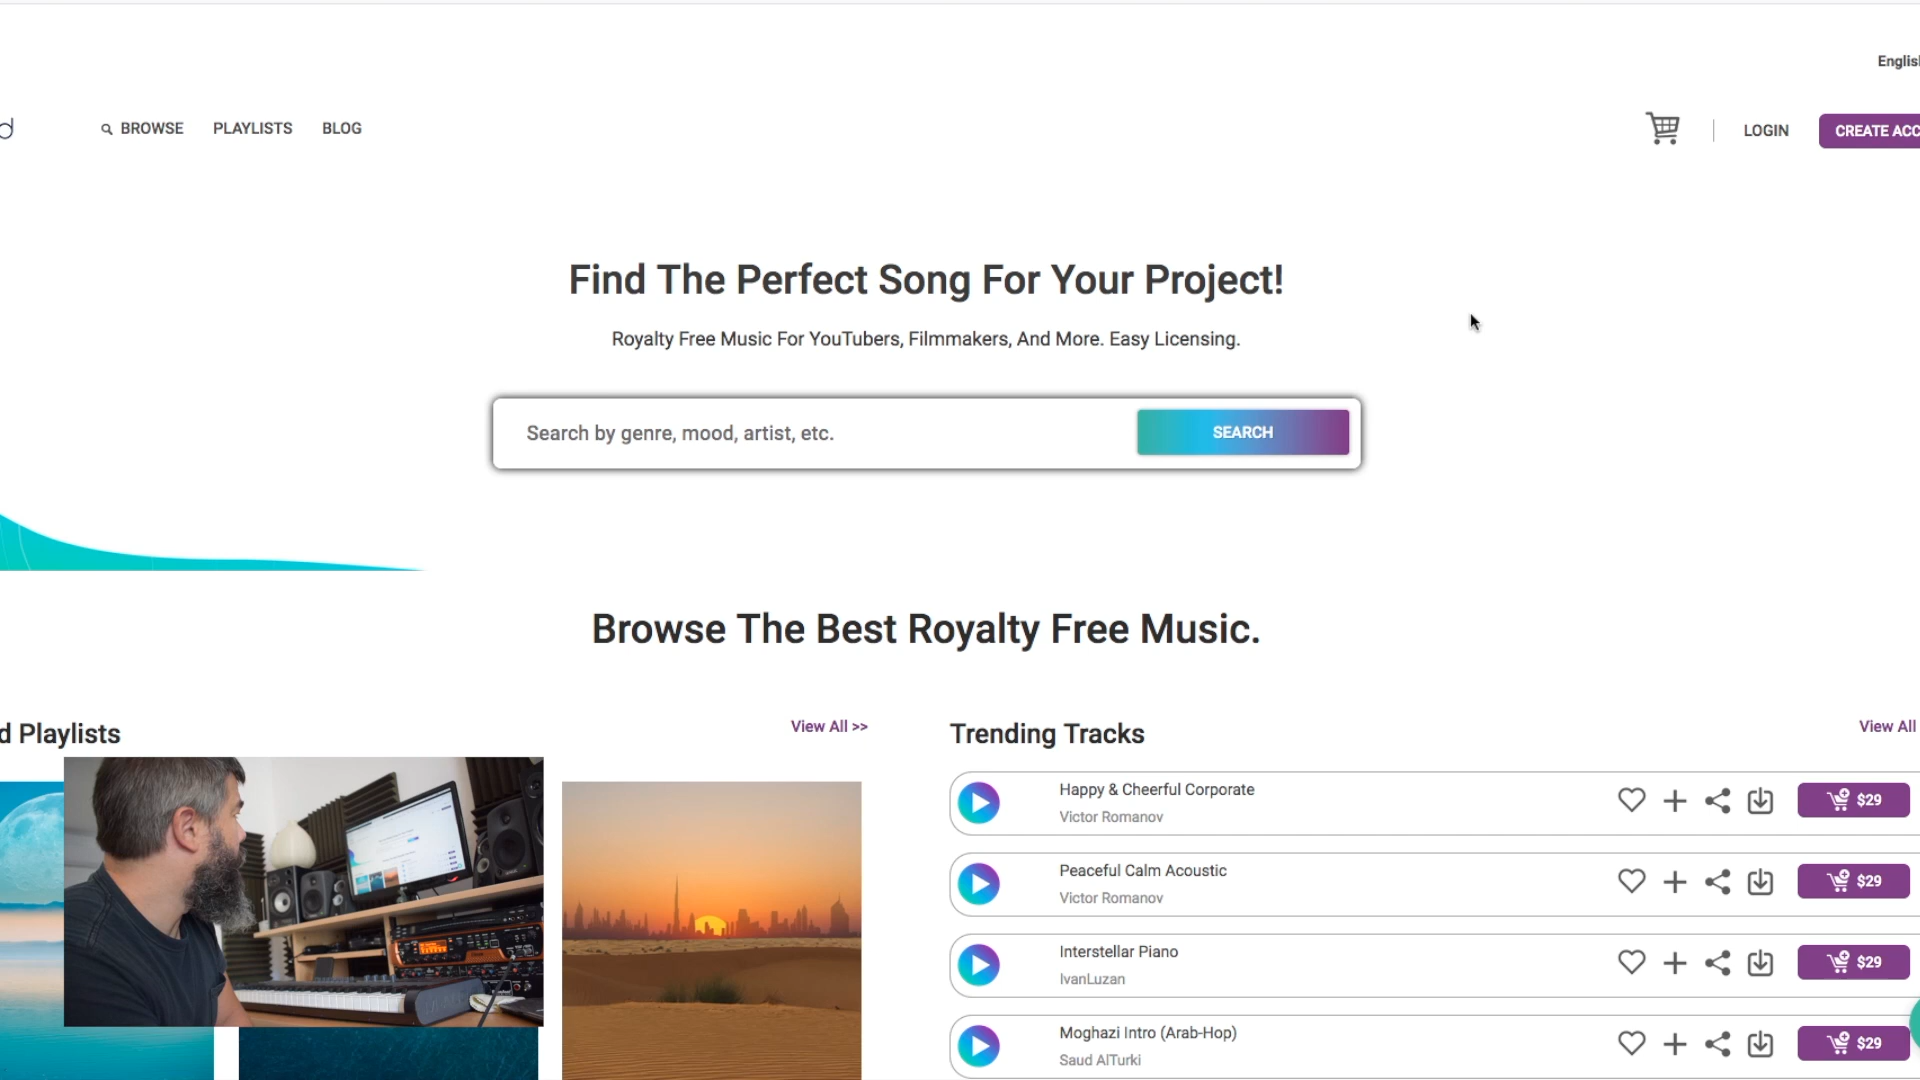 English
d
BROWSE PLAYLISTS BLOG
LOGIN
CREATE ACC
Find The Perfect Song For Your Project!
Royalty Free Music For YouTubers, Filmmakers, And More. Easy Licensing.
Search by genre, mood, artist, etc.
SEARCH
Browse The Best Royalty Free Music.
d Playlists
View All >>
Trending Tracks
View All
Happy & Cheerful Corporate
Victor Romanov
$29
Peaceful Calm Acoustic
Victor Romanov
$29
Interstellar Piano
IvanLuzan
$29
Moghazi Intro (Arab-Hop)
Saud AlTurki
$29